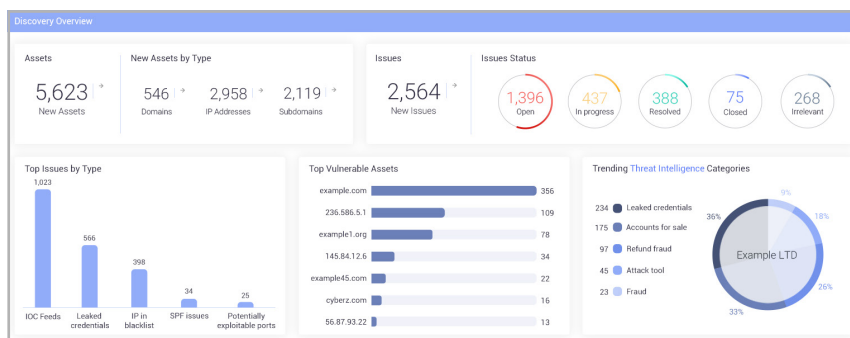 Discovery Overview
Assets
5,623
New Assets
New Assets by Type
546
Domains
2,958
IP Addresses
2,119
Subdomains
Issues
2,564
New Issues
Issues Status
1,396
Open
437
In progress
388
Resolved
75
Closed
268
Irrelevant
Top Issues by Type
1,023
566
398
34
25
IOC Feeds
Leaked
credentials
IP in
blacklist
SPF issues
Potentially
exploitable ports
Top Vulnerable Assets
example.com 356
236.586.5.1 109
example1.org 78
145.84.12.6 34
example45.com 22
cyberz.com 16
56.87.93.22 13
Trending Threat Intelligence Categories
234 Leaked credentials
175 Accounts for sale
97 Refund fraud
45 Attack tool
23 Fraud
9%
18%
36%
Example LTD
26%
33%